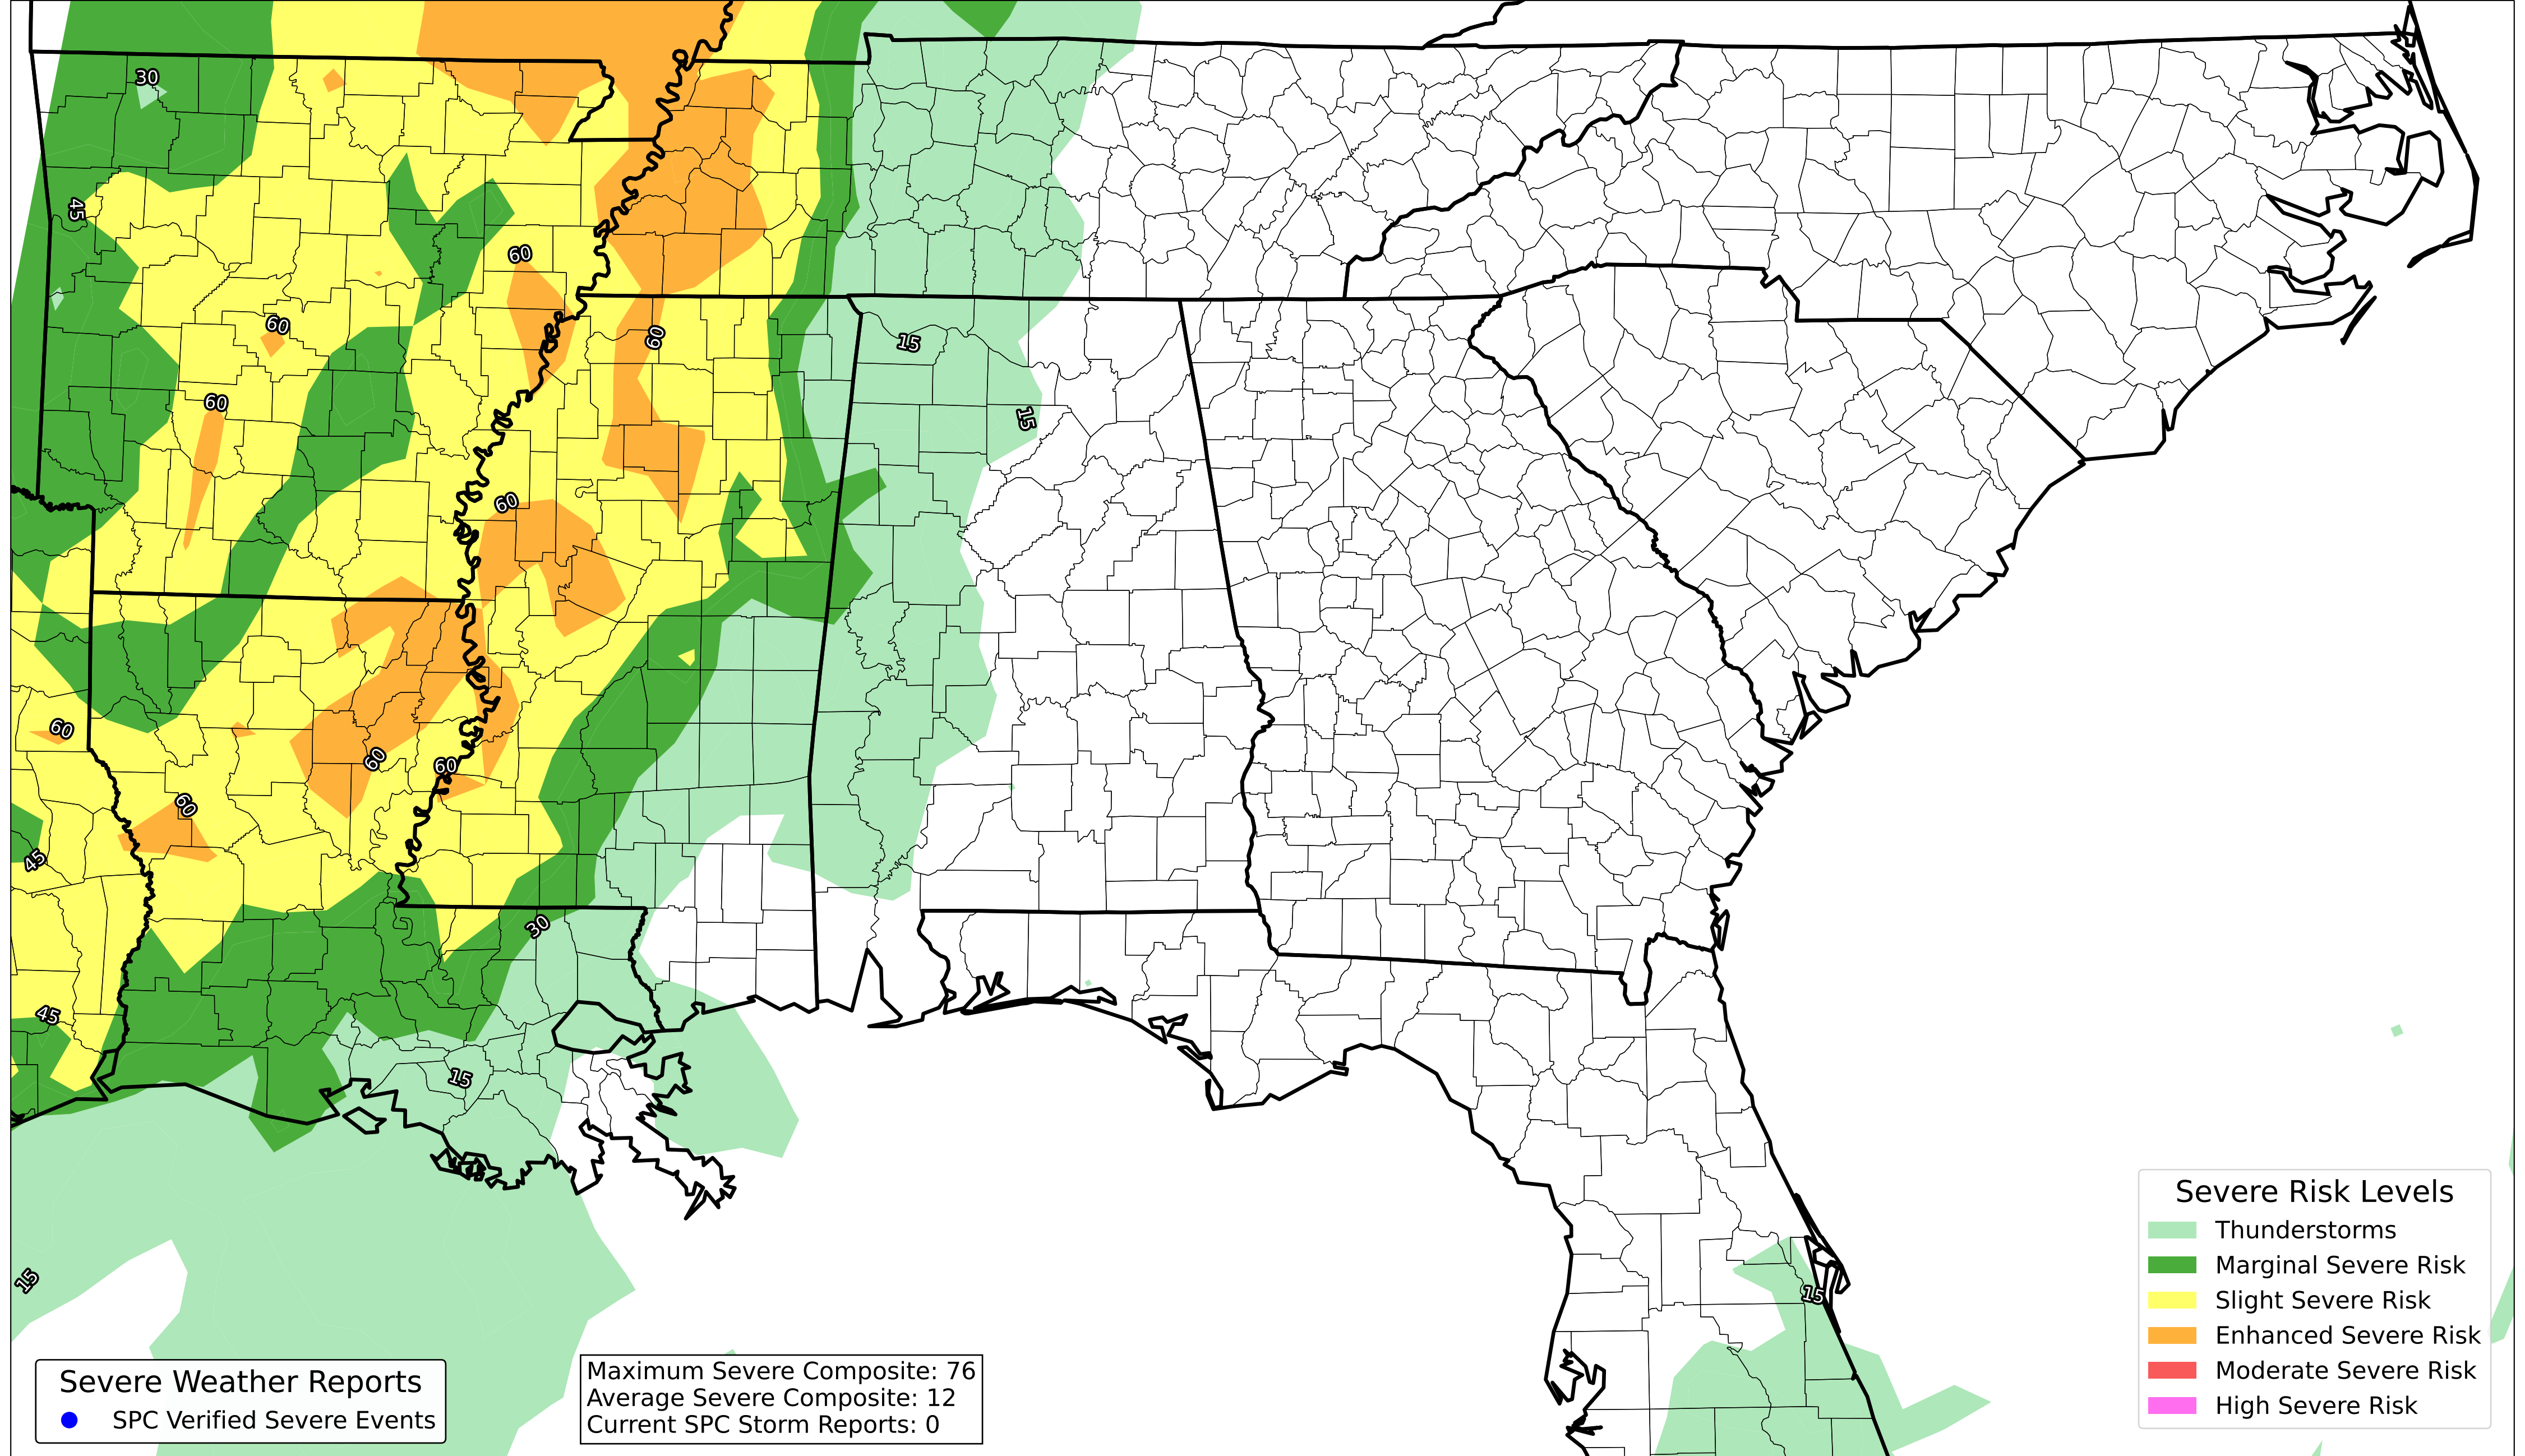 30
45
60
60
60
15
60
15
60
60
60
60
60
45
30
45
15
15
15
Severe Risk Levels
Thunderstorms
Marginal Severe Risk
Slight Severe Risk
Enhanced Severe Risk
Moderate Severe Risk
High Severe Risk
Severe Weather Reports
SPC Verified Severe Events
Maximum Severe Composite: 76
Average Severe Composite: 12
Current SPC Storm Reports: 0